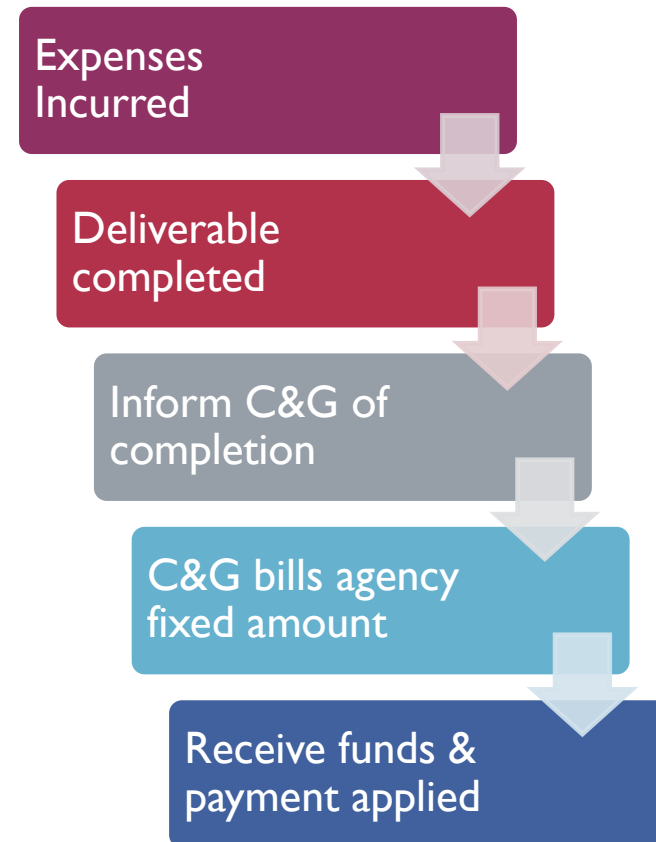 Expenses
Incurred
Deliverable
completed
Inform C&G of
completion
C&G bills agency
fixed amount
Receive funds &
payment applied